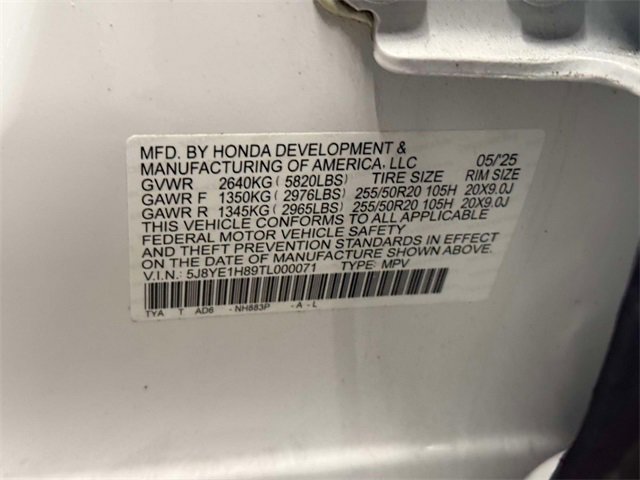 MFD. BY HONDA DEVELOPMENT &
MANUFACTURING OF AMERICA, LLC 05/'25
GVWR 2640KG ( 5820LBS) TIRE SIZE RIM SIZE
GAWR F 1350KG ( 2976LBS) 255/50R20 105H 20X9.0J
GAWR R 1345KG ( 2965LBS) 255/50R20 105H 20X9.0J
THIS VEHICLE CONFORMS TO ALL APPLICABLE
FEDERAL MOTOR VEHICLE SAFETY
AND THEFT PREVENTION STANDARDS IN EFFECT
ON THE DATE OF MANUFACTURE SHOWN ABOVE.
V.I.N.: 5J8YE1H89TL000071 TYPE: MPV
TYA T AD6 - NH883P - A - L